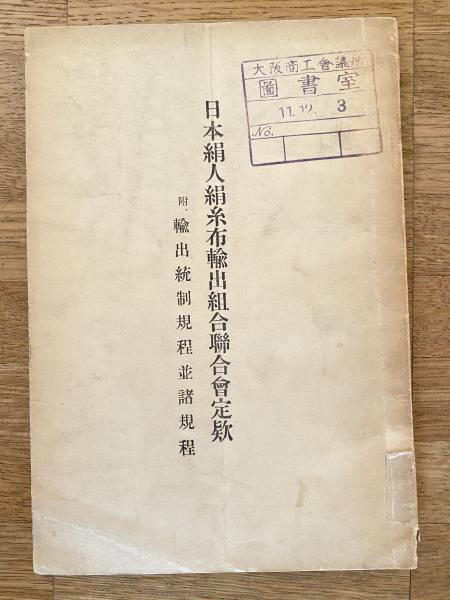 大阪商工會議所
圖書室
11.12.3
No.
日本絹人絹糸布輸出組合聯合會定款
附・輸出統制規程並諸規程